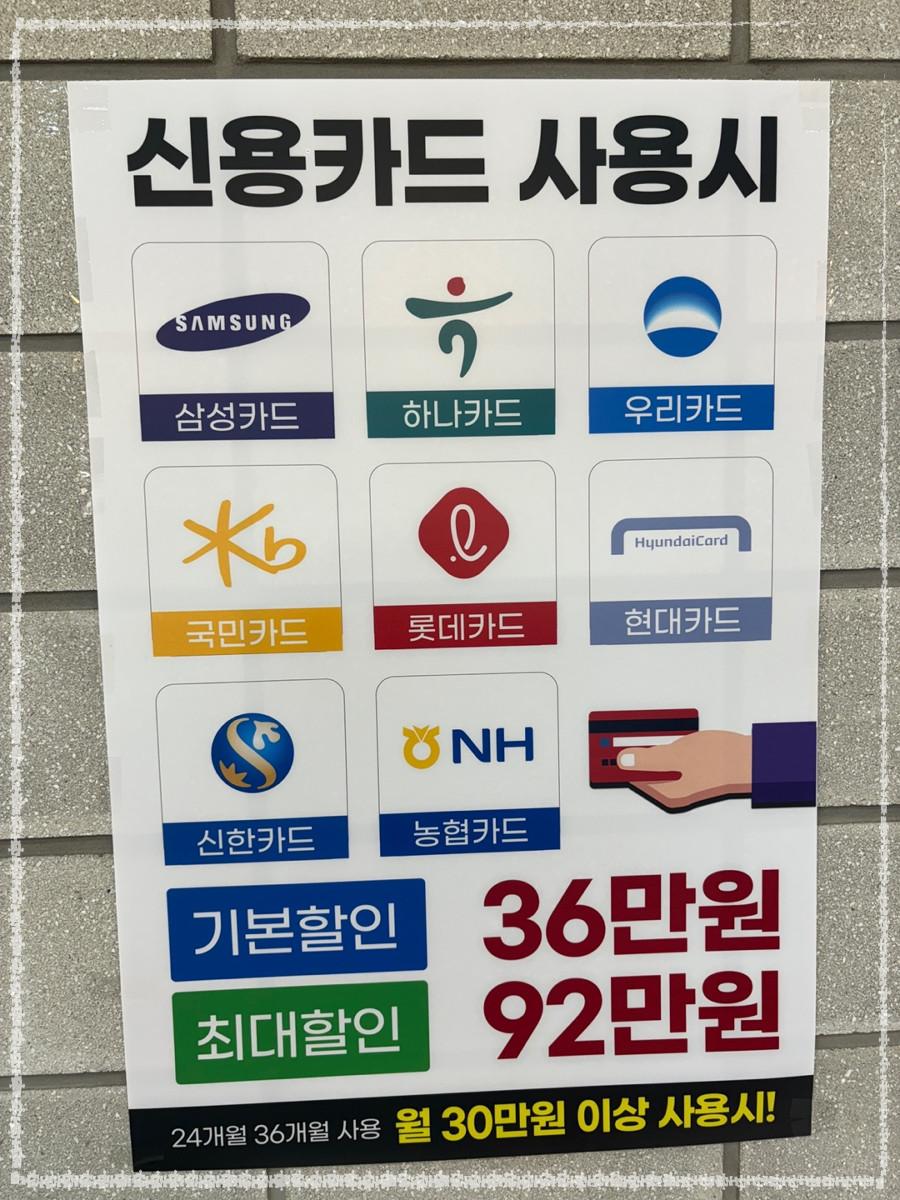 신용카드 사용시
SAMSUNG
삼성카드
하나카드
우리카드
Kb
국민카드
롯데카드
HyundaiCard
현대카드
신한카드
NH
농협카드
기본할인 36만원
최대할인 92만원
24개월 36개월 사용 월 30만원 이상 사용시!